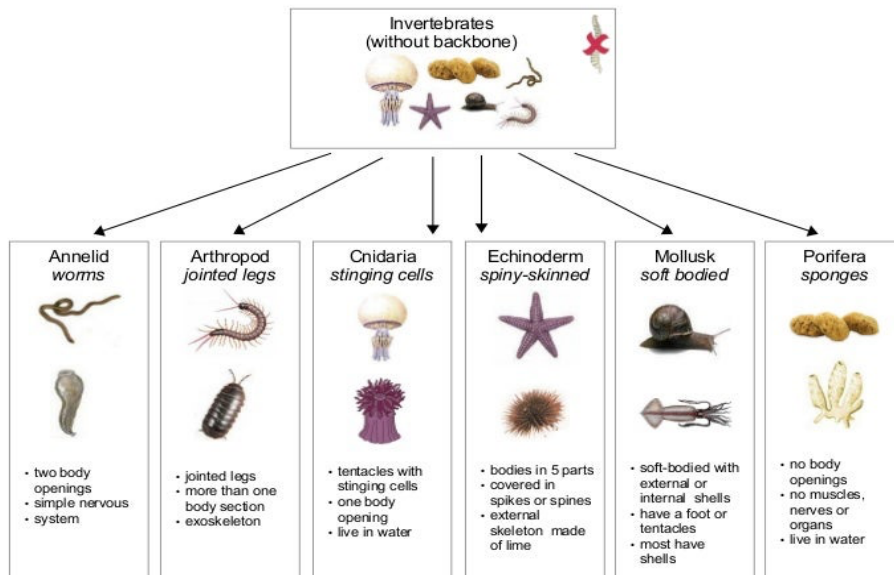 Invertebrates
(without backbone)
Annelid
worms
• two body
openings
• simple nervous
• system
Arthropod
jointed legs
• jointed legs
• more than one
body section
• exoskeleton
Cnidaria
stinging cells
• tentacles with
stinging cells
• one body
opening
• live in water
Echinoderm
spiny-skinned
• bodies in 5 parts
• covered in
spikes or spines
• external
skeleton made
of lime
Mollusk
soft bodied
• soft-bodied with
external or
internal shells
• have a foot or
tentacles
• most have
shells
Porifera
sponges
• no body
openings
• no muscles,
nerves or
organs
• live in water